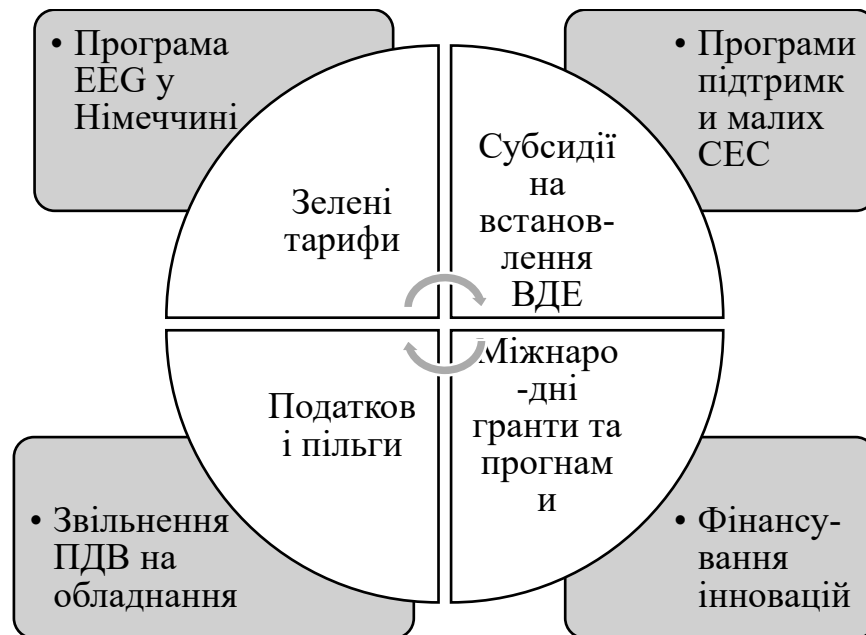 • Програма
EEG у
Німеччині
• Програми
підтримк
и малих
СЕС
Зелені
тарифи
Субсидії
на
встанов-
лення
ВДЕ
Податков
і пільги
Міжнаро
-дні
гранти та
прогнам
и
• Звільнення
ПДВ на
обладнання
• Фінансу-
вання
інновацій